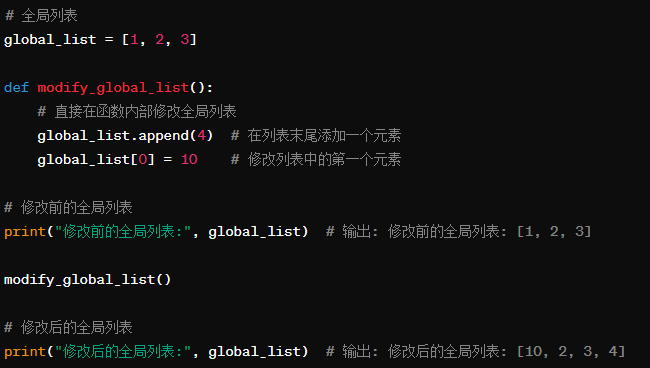 # 全局列表
global_list = [1, 2, 3]
def modify_global_list():
    # 直接在函数内部修改全局列表
    global_list.append(4)  # 在列表末尾添加一个元素
    global_list[0] = 10    # 修改列表中的第一个元素
# 修改前的全局列表
print("修改前的全局列表:", global_list)  # 输出: 修改前的全局列表: [1, 2, 3]
modify_global_list()
# 修改后的全局列表
print("修改后的全局列表:", global_list)  # 输出: 修改后的全局列表: [10, 2, 3, 4]